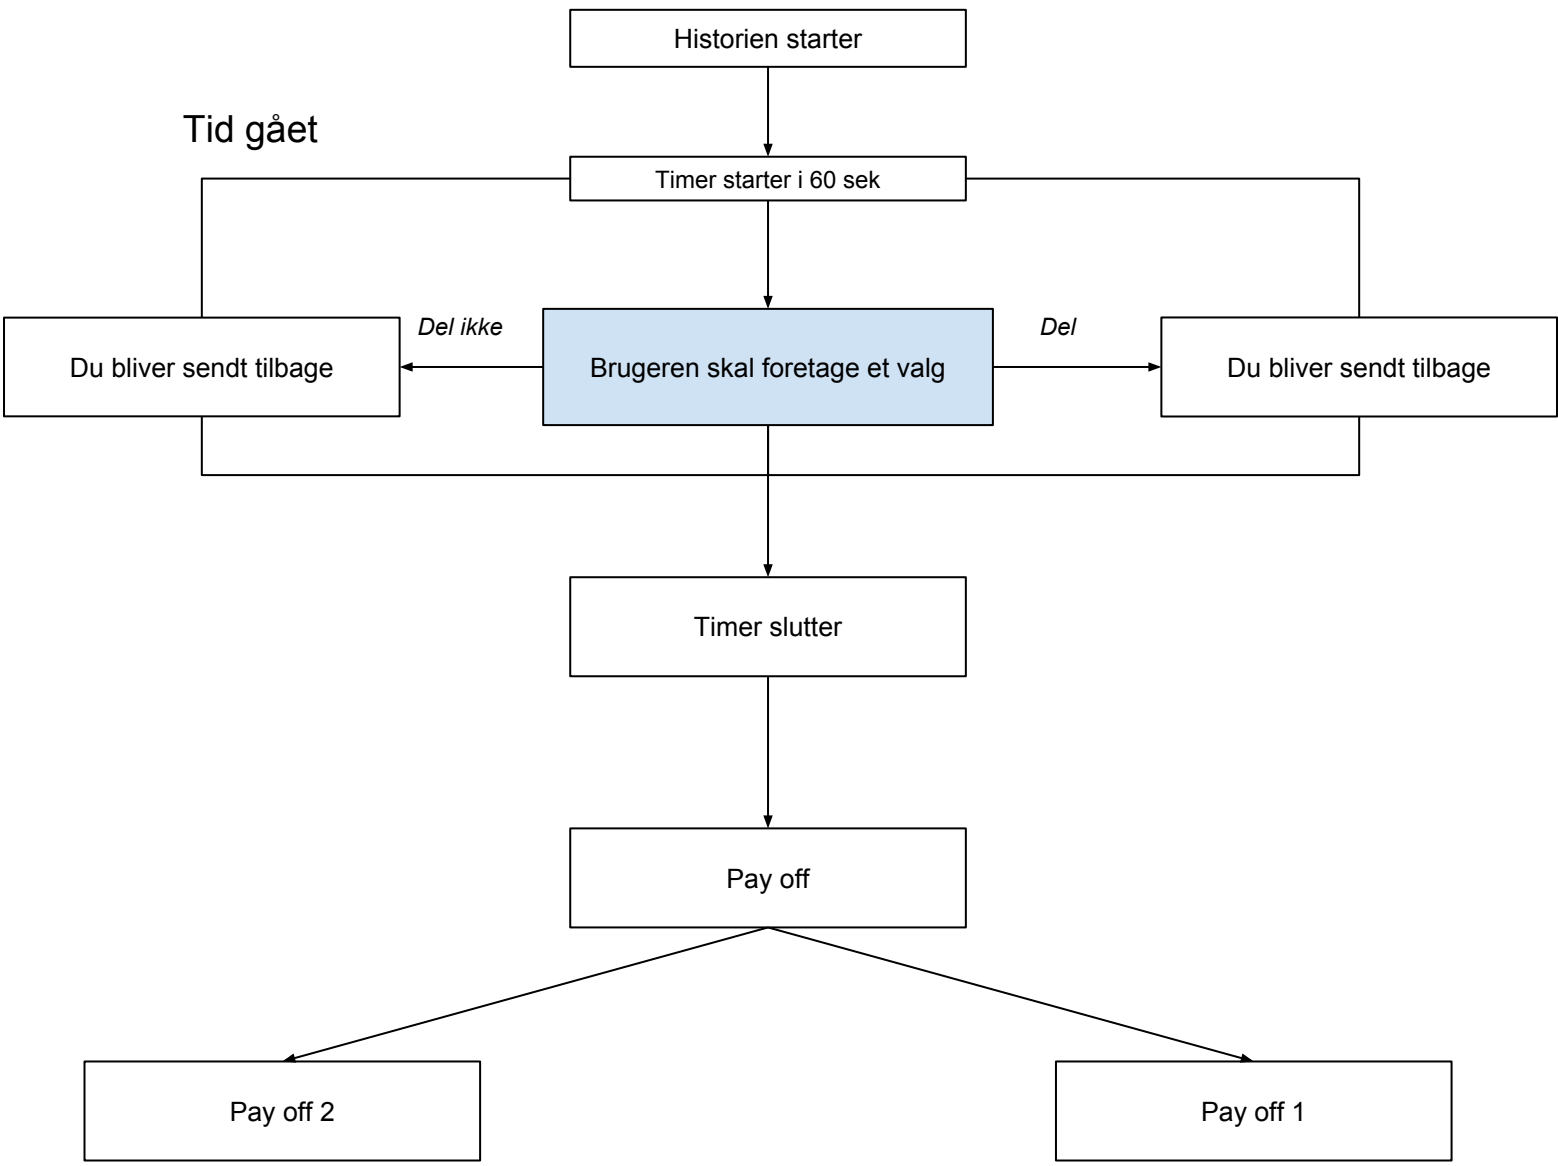 Historien starter
Tid gået
Timer starter i 60 sek
Del ikke
Del
Du bliver sendt tilbage
Brugeren skal foretage et valg
Du bliver sendt tilbage
Timer slutter
Pay off
Pay off 2
Pay off 1